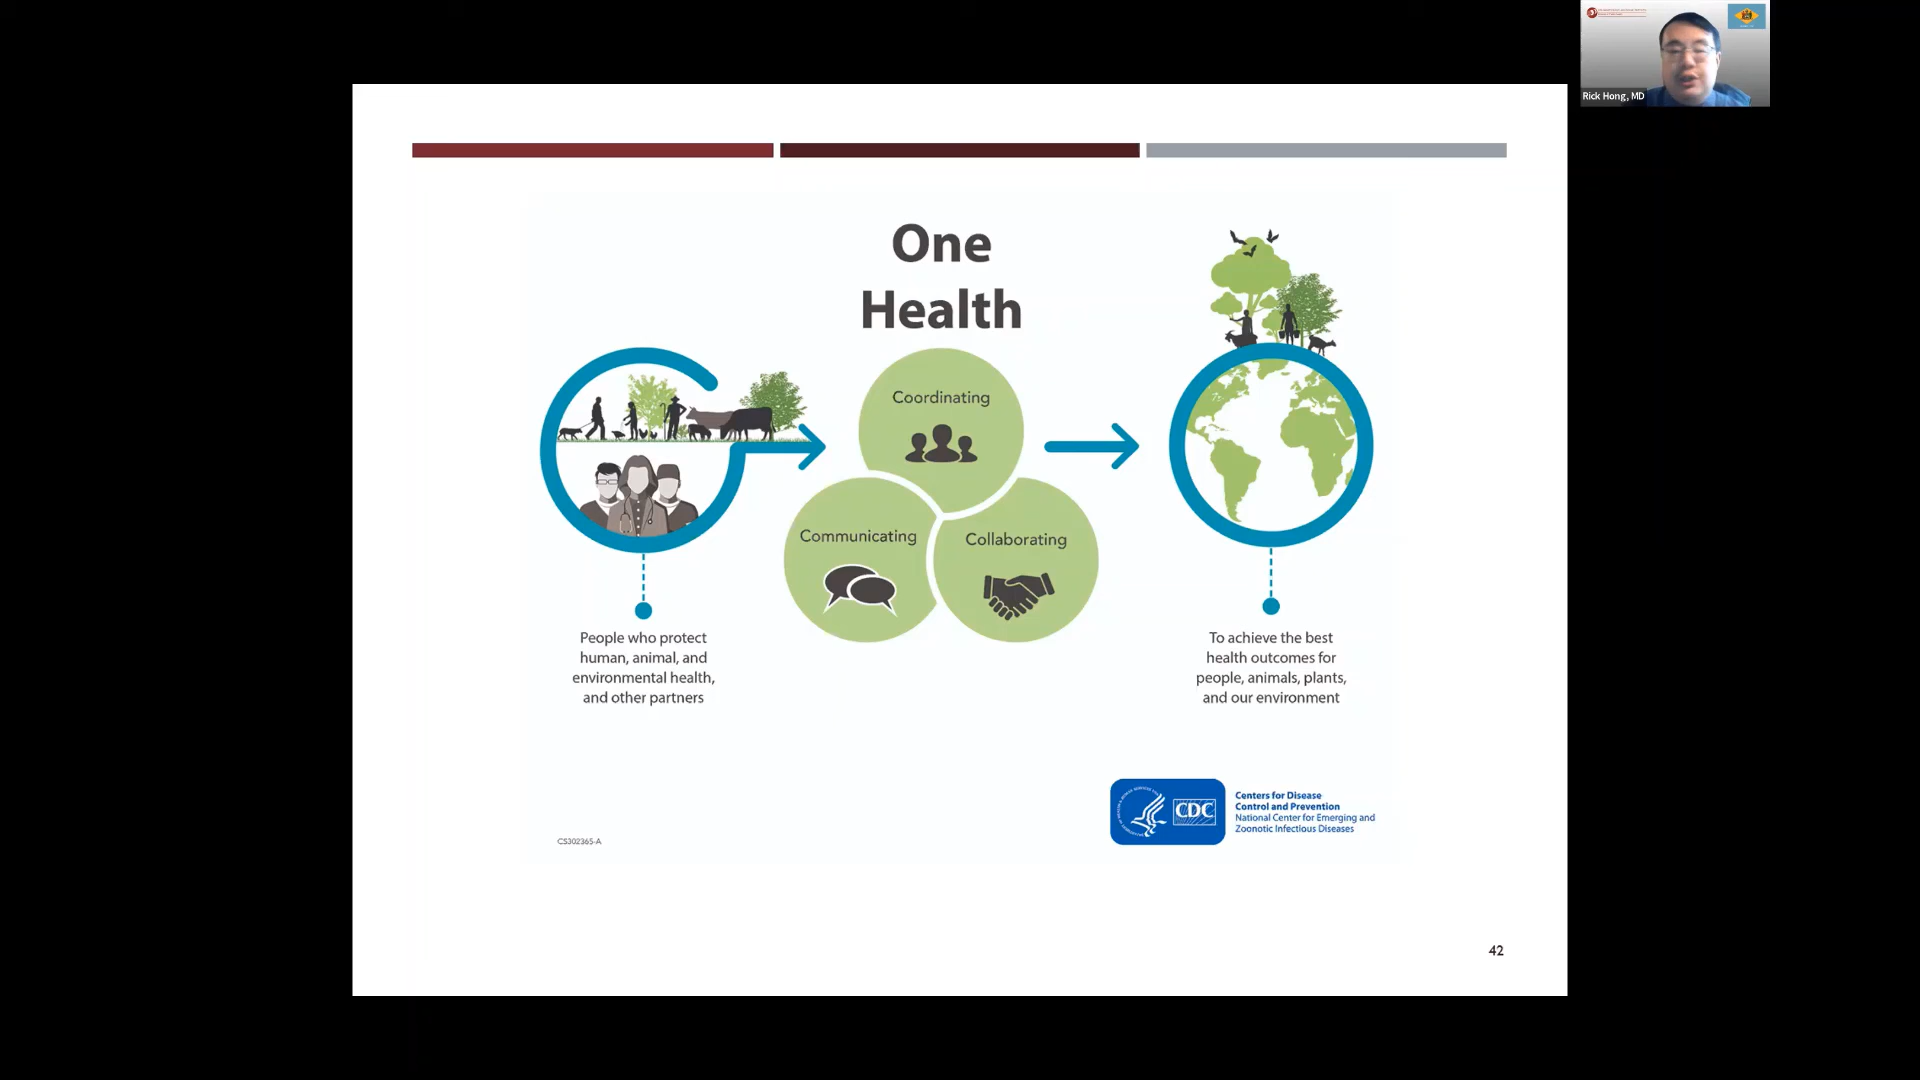 Rick Hong, MD
One
Health
Coordinating
Communicating
Collaborating
People who protect
human, animal, and
environmental health,
and other partners
To achieve the best
health outcomes for
people, animals, plants,
and our environment
CDC
Centers for Disease
Control and Prevention
National Center for Emerging and
Zoonotic Infectious Diseases
CS302365-A
42